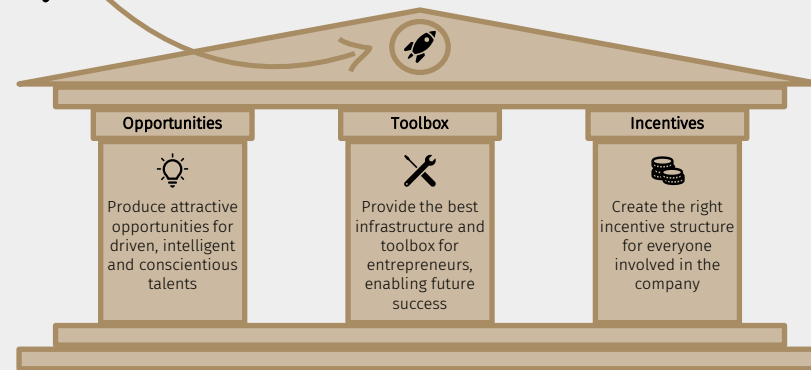 Opportunities
Produce attractive
opportunities for
driven, intelligent
and conscientious
talents
Toolbox
Provide the best
infrastructure and
toolbox for
entrepreneurs,
enabling future
success
Incentives
Create the right
incentive structure
for everyone
involved in the
company